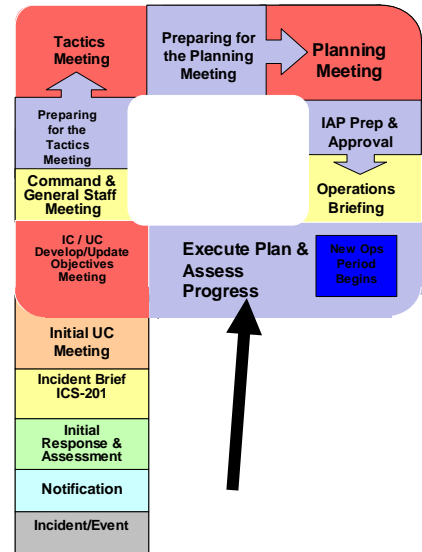 Tactics
Meeting
Preparing for
the Planning
Meeting
Planning
Meeting
Preparing
for the
Tactics
Meeting
IAP Prep &
Approval
Command &
General Staff
Meeting
Operations
Briefing
IC / UC
Develop/Update
Objectives
Meeting
Execute Plan &
Assess
Progress
New Ops
Period
Begins
Initial UC
Meeting
Incident Brief
ICS-201
Initial
Response &
Assessment
Notification
Incident/Event